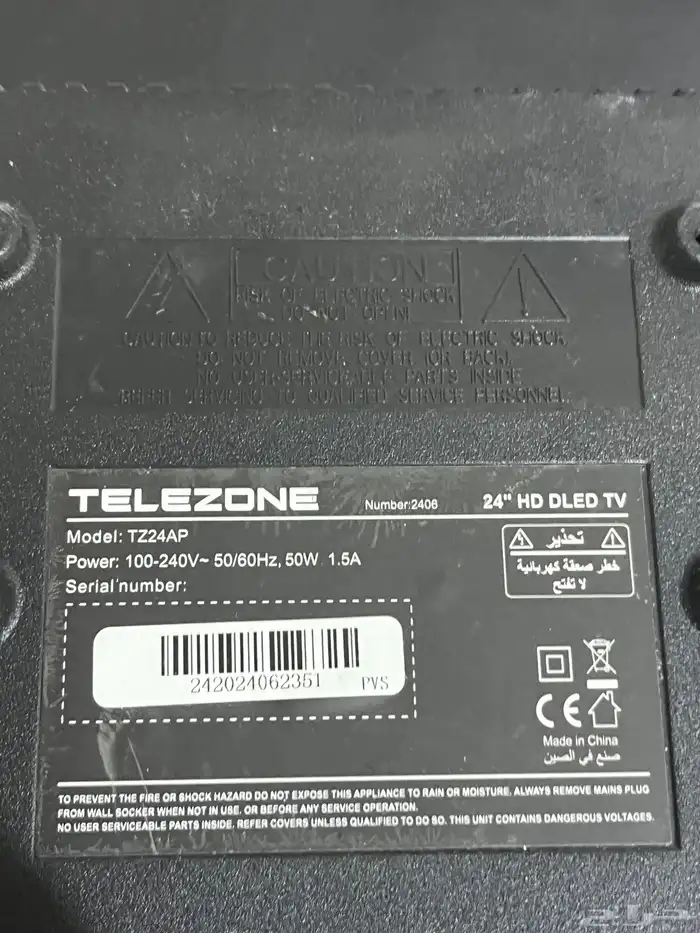 CAUTION
RISK OF ELECTRIC SHOCK
DO NOT OPEN
CAUTION TO REDUCE THE RISK OF ELECTRIC SHOCK,
DO NOT REMOVE COVER (OR BACK).
NO USER-SERVICEABLE PARTS INSIDE
REFER SERVICING TO QUALIFIED SERVICE PERSONNEL
TELEZONE
Number:2406
24" HD DLED TV
Model: TZ24AP
Power: 100-240V~ 50/60Hz, 50W 1.5A
Serial number:
تحذير
خطر صعقة كهربائية
لا تفتح
242024062351 PVS
CE
Made in China
صنع في الصين
TO PREVENT THE FIRE OR SHOCK HAZARD DO NOT EXPOSE THIS APPLIANCE TO RAIN OR MOISTURE. ALWAYS REMOVE MAINS PLUG
FROM WALL SOCKER WHEN NOT IN USE. OR BEFORE ANY SERVICE OPERATION.
NO USER SERVICEABLE PARTS INSIDE. REFER COVERS UNLESS QUALIFIED TO DO SO. THIS UNIT CONTAINS DANGEROUS VOLTAGES.
حراج